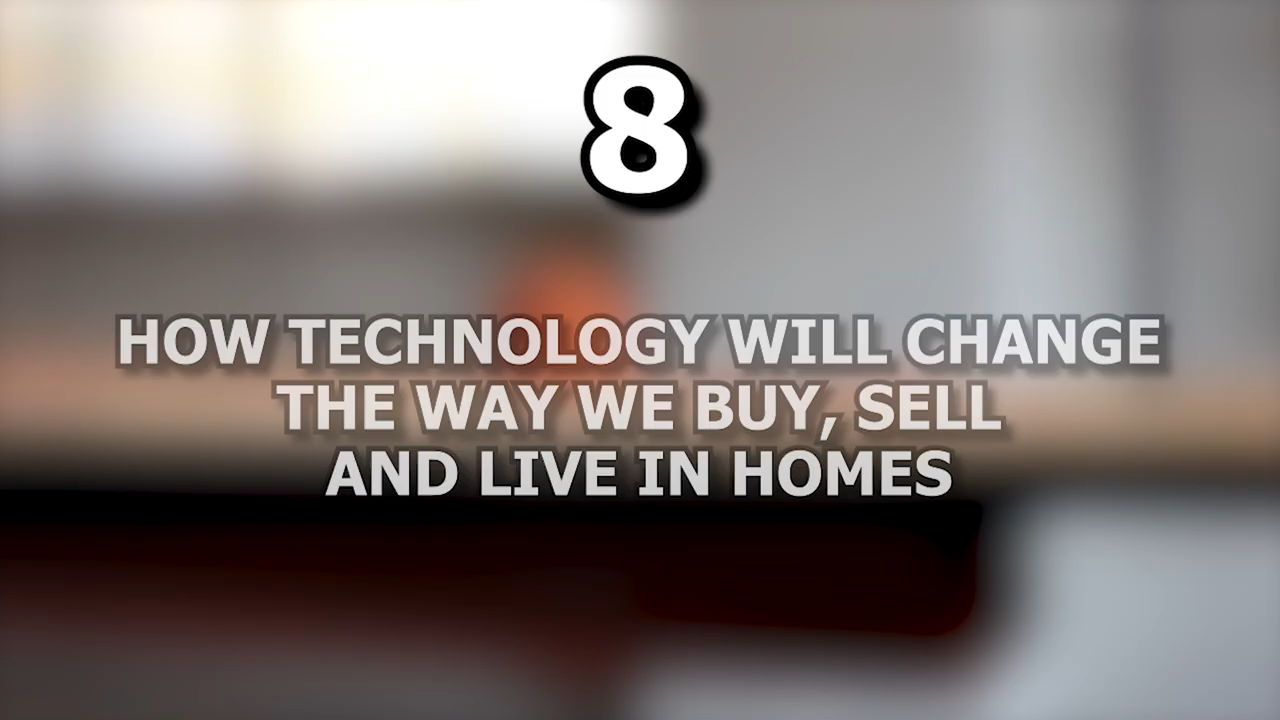 8
HOW TECHNOLOGY WILL CHANGE
THE WAY WE BUY, SELL
AND LIVE IN HOMES